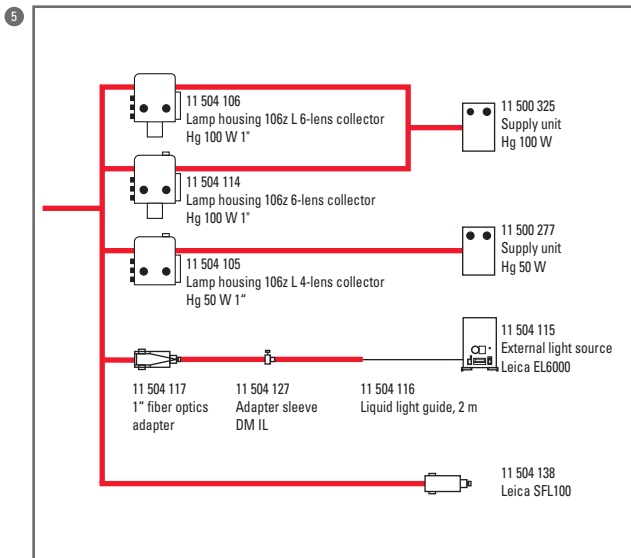 5
11 504 106
Lamp housing 106z L 6-lens collector
Hg 100 W 1"
11 500 325
Supply unit
Hg 100 W
11 504 114
Lamp housing 106z 6-lens collector
Hg 100 W 1"
11 500 277
Supply unit
Hg 50 W
11 504 105
Lamp housing 106z L 4-lens collector
Hg 50 W 1“
11 504 115
External light source
Leica EL6000
11 504 117
1“ fiber optics
adapter
11 504 127
Adapter sleeve
DM IL
11 504 116
Liquid light guide, 2 m
11 504 138
Leica SFL100